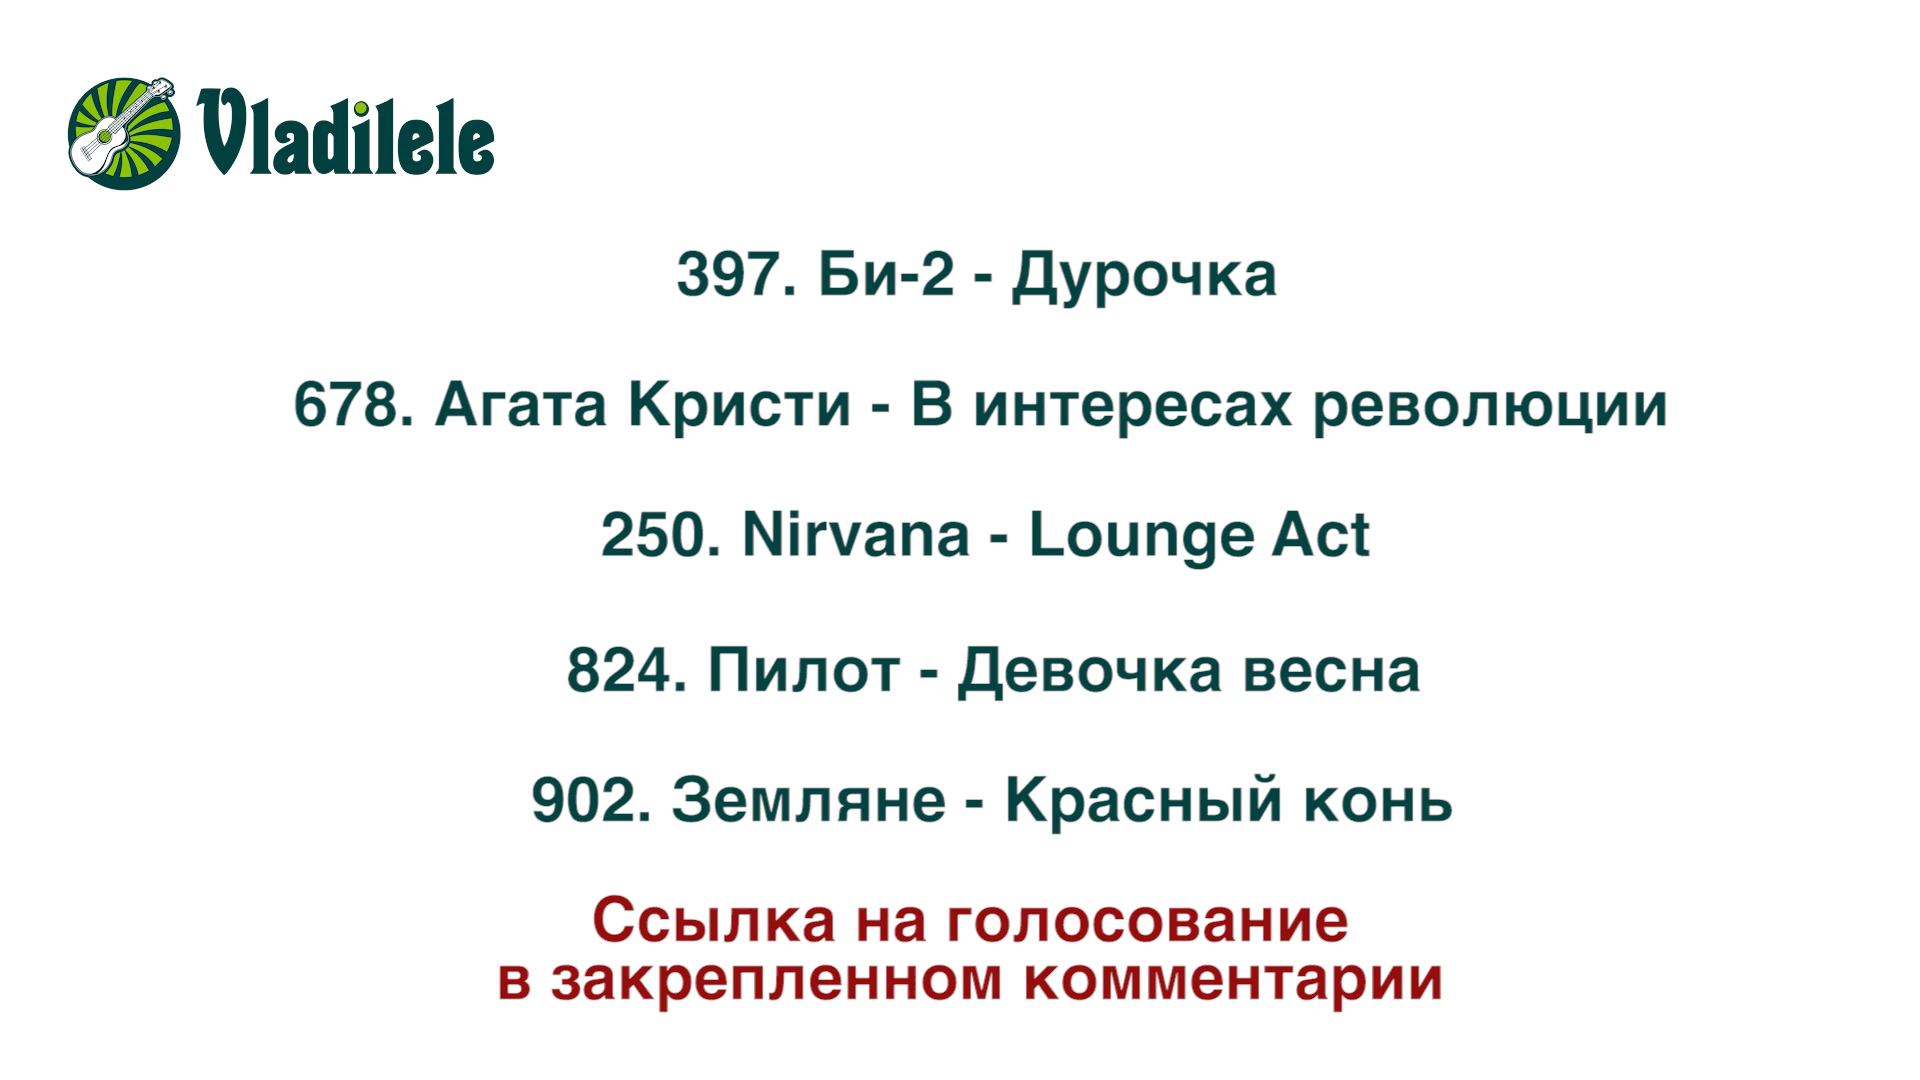 Vladilele
397. Би-2 - Дурочка
678. Агата Кристи - В интересах революции
250. Nirvana - Lounge Act
824. Пилот - Девочка весна
902. Земляне - Красный конь
Ссылка на голосование
в закрепленном комментарии